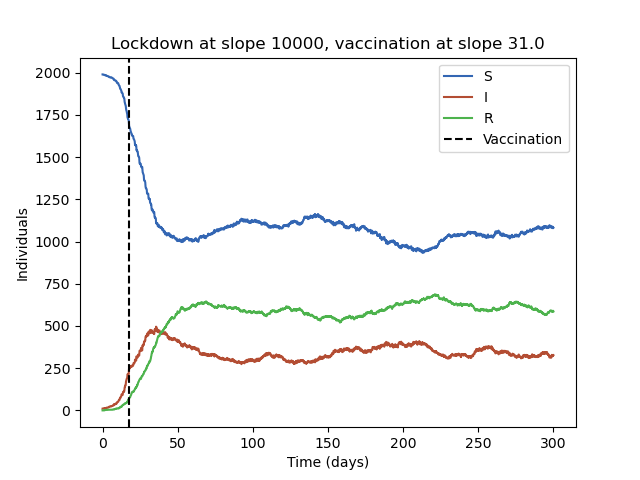 Lockdown at slope 10000, vaccination at slope 31.0
Individuals
2000
1750
1500
1250
1000
750
500
250
0
S
I
R
Vaccination
0 50 100 150 200 250 300
Time (days)